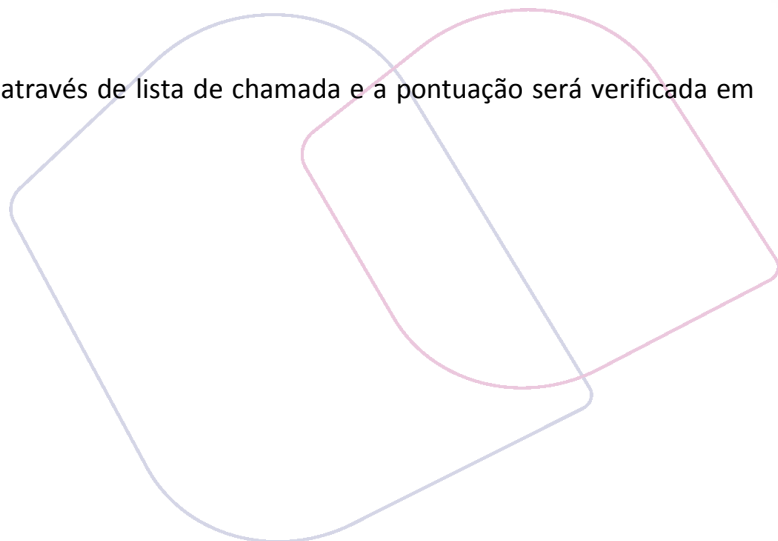 através de lista de chamada e a pontuação será verificada em